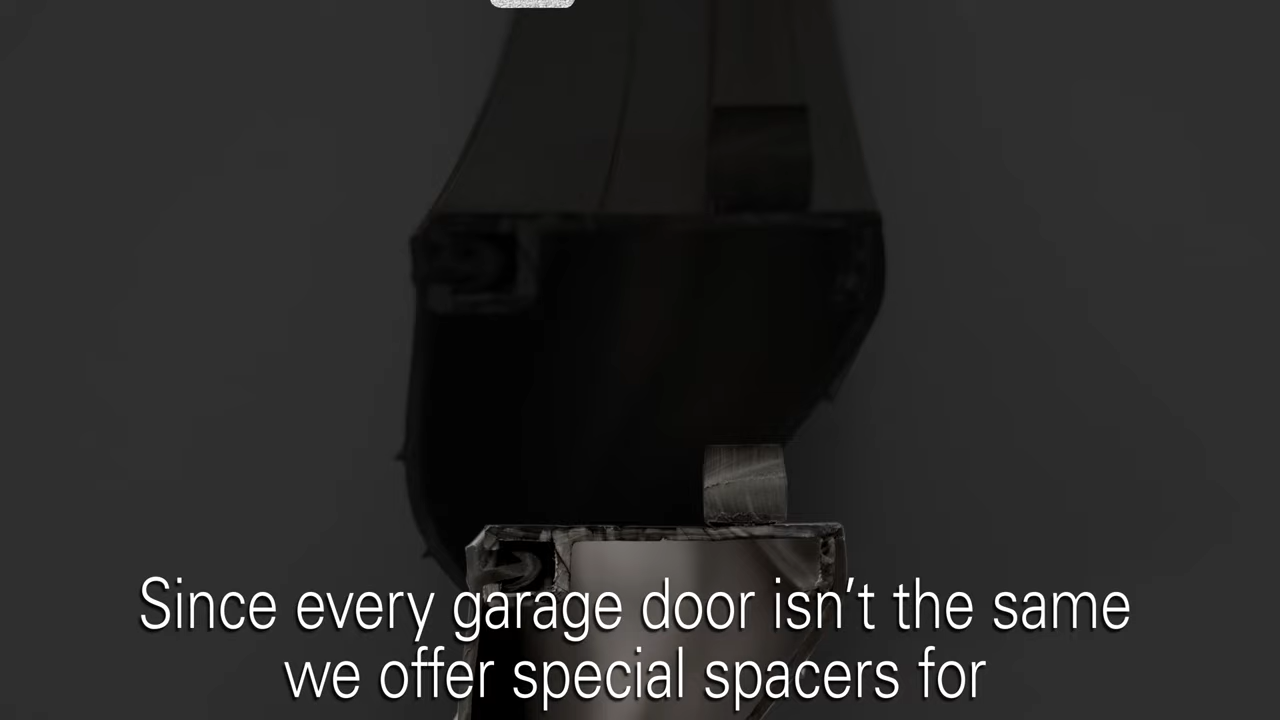 Since every garage door isn’t the same
we offer special spacers for